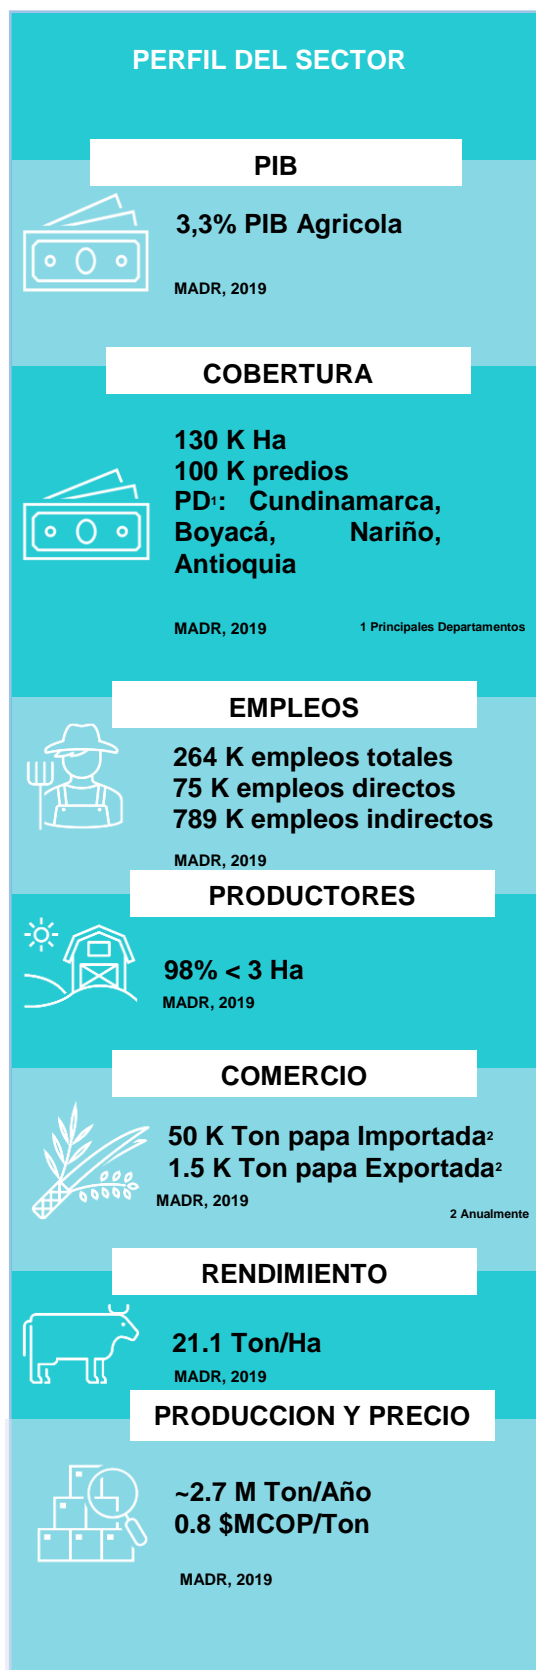 PERFIL DEL SECTOR
PIB
3,3% PIB Agricola
MADR, 2019
COBERTURA
130 K Ha
100 K predios
PD1: Cundinamarca,
Boyacá, Nariño,
Antioquia
MADR, 2019
1 Principales Departamentos
EMPLEOS
264 K empleos totales
75 K empleos directos
789 K empleos indirectos
MADR, 2019
PRODUCTORES
98% < 3 Ha
MADR, 2019
COMERCIO
50 K Ton papa Importada2
1.5 K Ton papa Exportada2
MADR, 2019
2 Anualmente
RENDIMIENTO
21.1 Ton/Ha
MADR, 2019
PRODUCCION Y PRECIO
~2.7 M Ton/Año
0.8 $MCOP/Ton
MADR, 2019